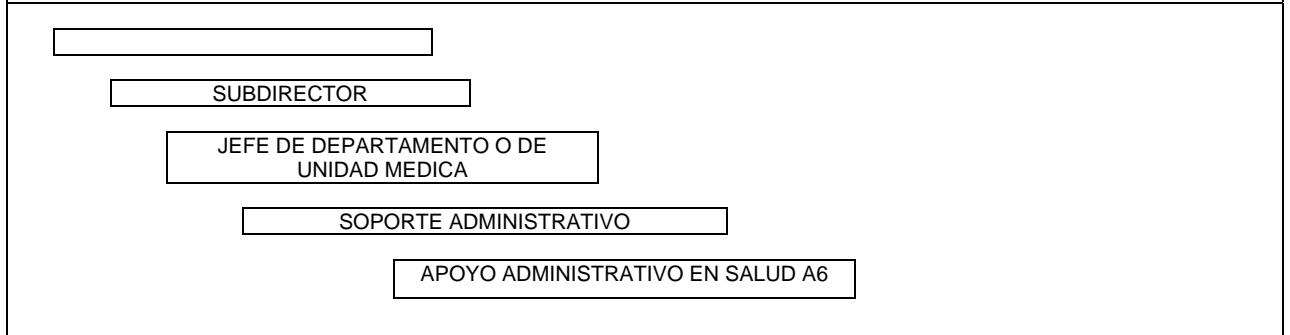 SUBDIRECTOR
JEFE DE DEPARTAMENTO O DE
UNIDAD MEDICA
SOPORTE ADMINISTRATIVO
APOYO ADMINISTRATIVO EN SALUD A6